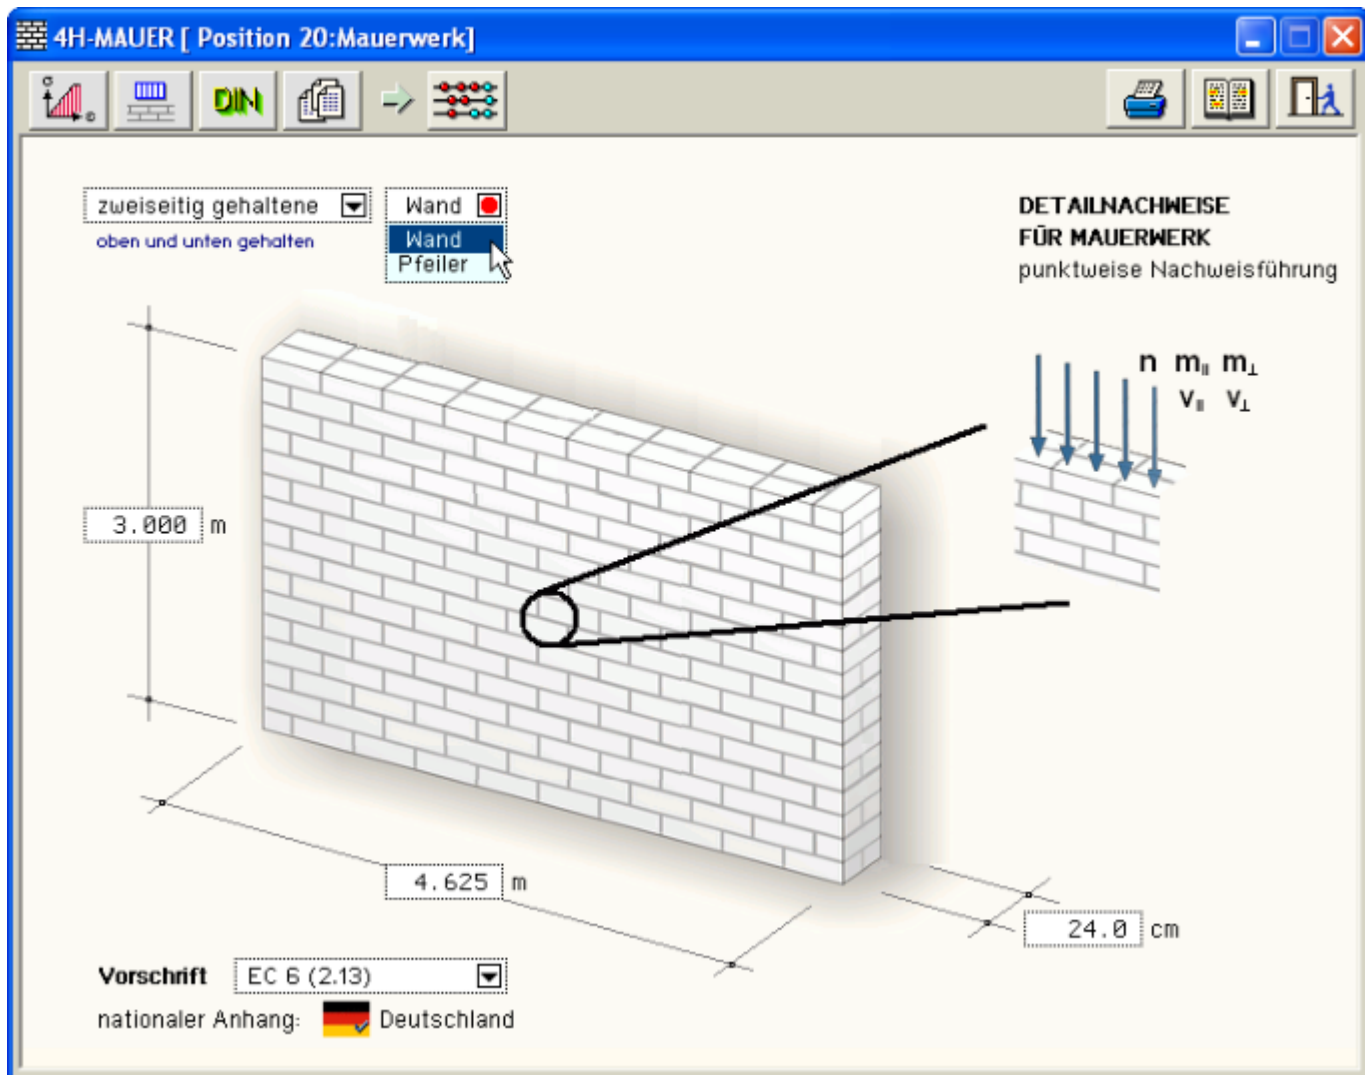 4H-MAUER [ Position 20:Mauerwerk]
DIN
zweiseitig gehaltene
Wand
oben und unten gehalten
Wand
Pfeiler
DETAILNACHWEISE
FÜR MAUERWERK
punktweise Nachweisführung
n m∥ m⊥
v∥ v⊥
3.000 m
4.625 m
24.0 cm
Vorschrift EC 6 (2.13)
nationaler Anhang: Deutschland